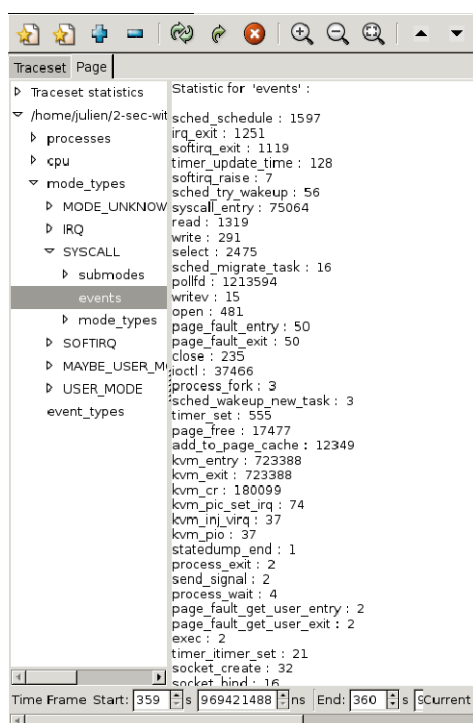 Traceset Page
Traceset statistics
/home/julien/2-sec-wit
processes
cpu
mode_types
MODE_UNKNOW
IRQ
SYSCALL
submodes
events
mode_types
SOFTIRQ
MAYBE_USER_M
USER_MODE
event_types
Statistic for 'events' :
sched_schedule : 1597
irq_exit : 1251
softirq_exit : 1119
timer_update_time : 128
softirq_raise : 7
sched_try_wakeup : 56
syscall_entry : 75064
read : 1319
write : 291
select : 2475
sched_migrate_task : 16
pollfd : 1213594
writev : 15
open : 481
page_fault_entry : 50
page_fault_exit : 50
close : 235
ioctl : 37466
process_fork : 3
sched_wakeup_new_task : 3
timer_set : 555
page_free : 17477
add_to_page_cache : 12349
kvm_entry : 723388
kvm_exit : 723388
kvm_cr : 180099
kvm_pic_set_irq : 74
kvm_inj_virq : 37
kvm_pio : 37
statedump_end : 1
process_exit : 2
send_signal : 2
process_wait : 4
page_fault_get_user_entry : 2
page_fault_get_user_exit : 2
exec : 2
timer_itimer_set : 21
socket_create : 32
socket_bind : 16
Time Frame Start: 359 s 969421488 ns End: 360 s 9 Current